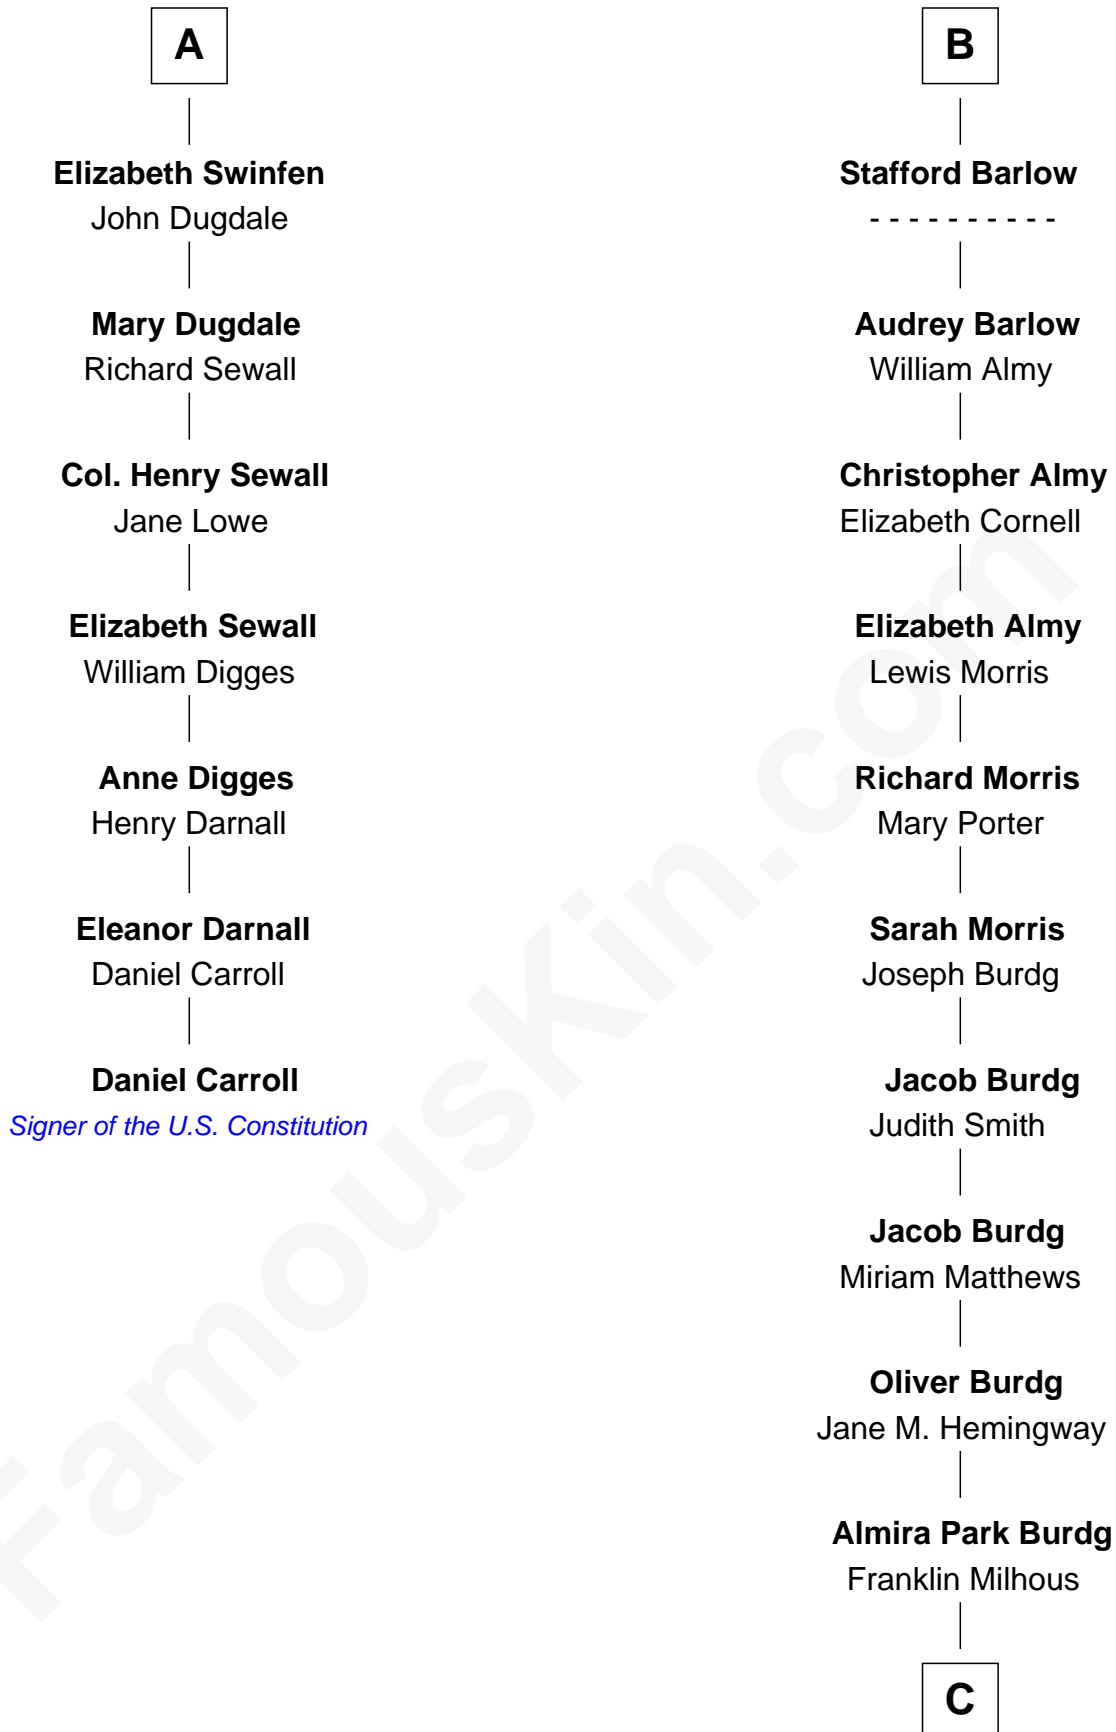 A
Elizabeth Swinfen
John Dugdale
Mary Dugdale
Richard Sewall
Col. Henry Sewall
Jane Lowe
Elizabeth Sewall
William Digges
Anne Digges
Henry Darnall
Eleanor Darnall
Daniel Carroll
Daniel Carroll
Signer of the U.S. Constitution
B
Stafford Barlow
- - - - - - - - - -
Audrey Barlow
William Almy
Christopher Almy
Elizabeth Cornell
Elizabeth Almy
Lewis Morris
Richard Morris
Mary Porter
Sarah Morris
Joseph Burdg
Jacob Burdg
Judith Smith
Jacob Burdg
Miriam Matthews
Oliver Burdg
Jane M. Hemingway
Almira Park Burdg
Franklin Milhous
C
FamousKin.com